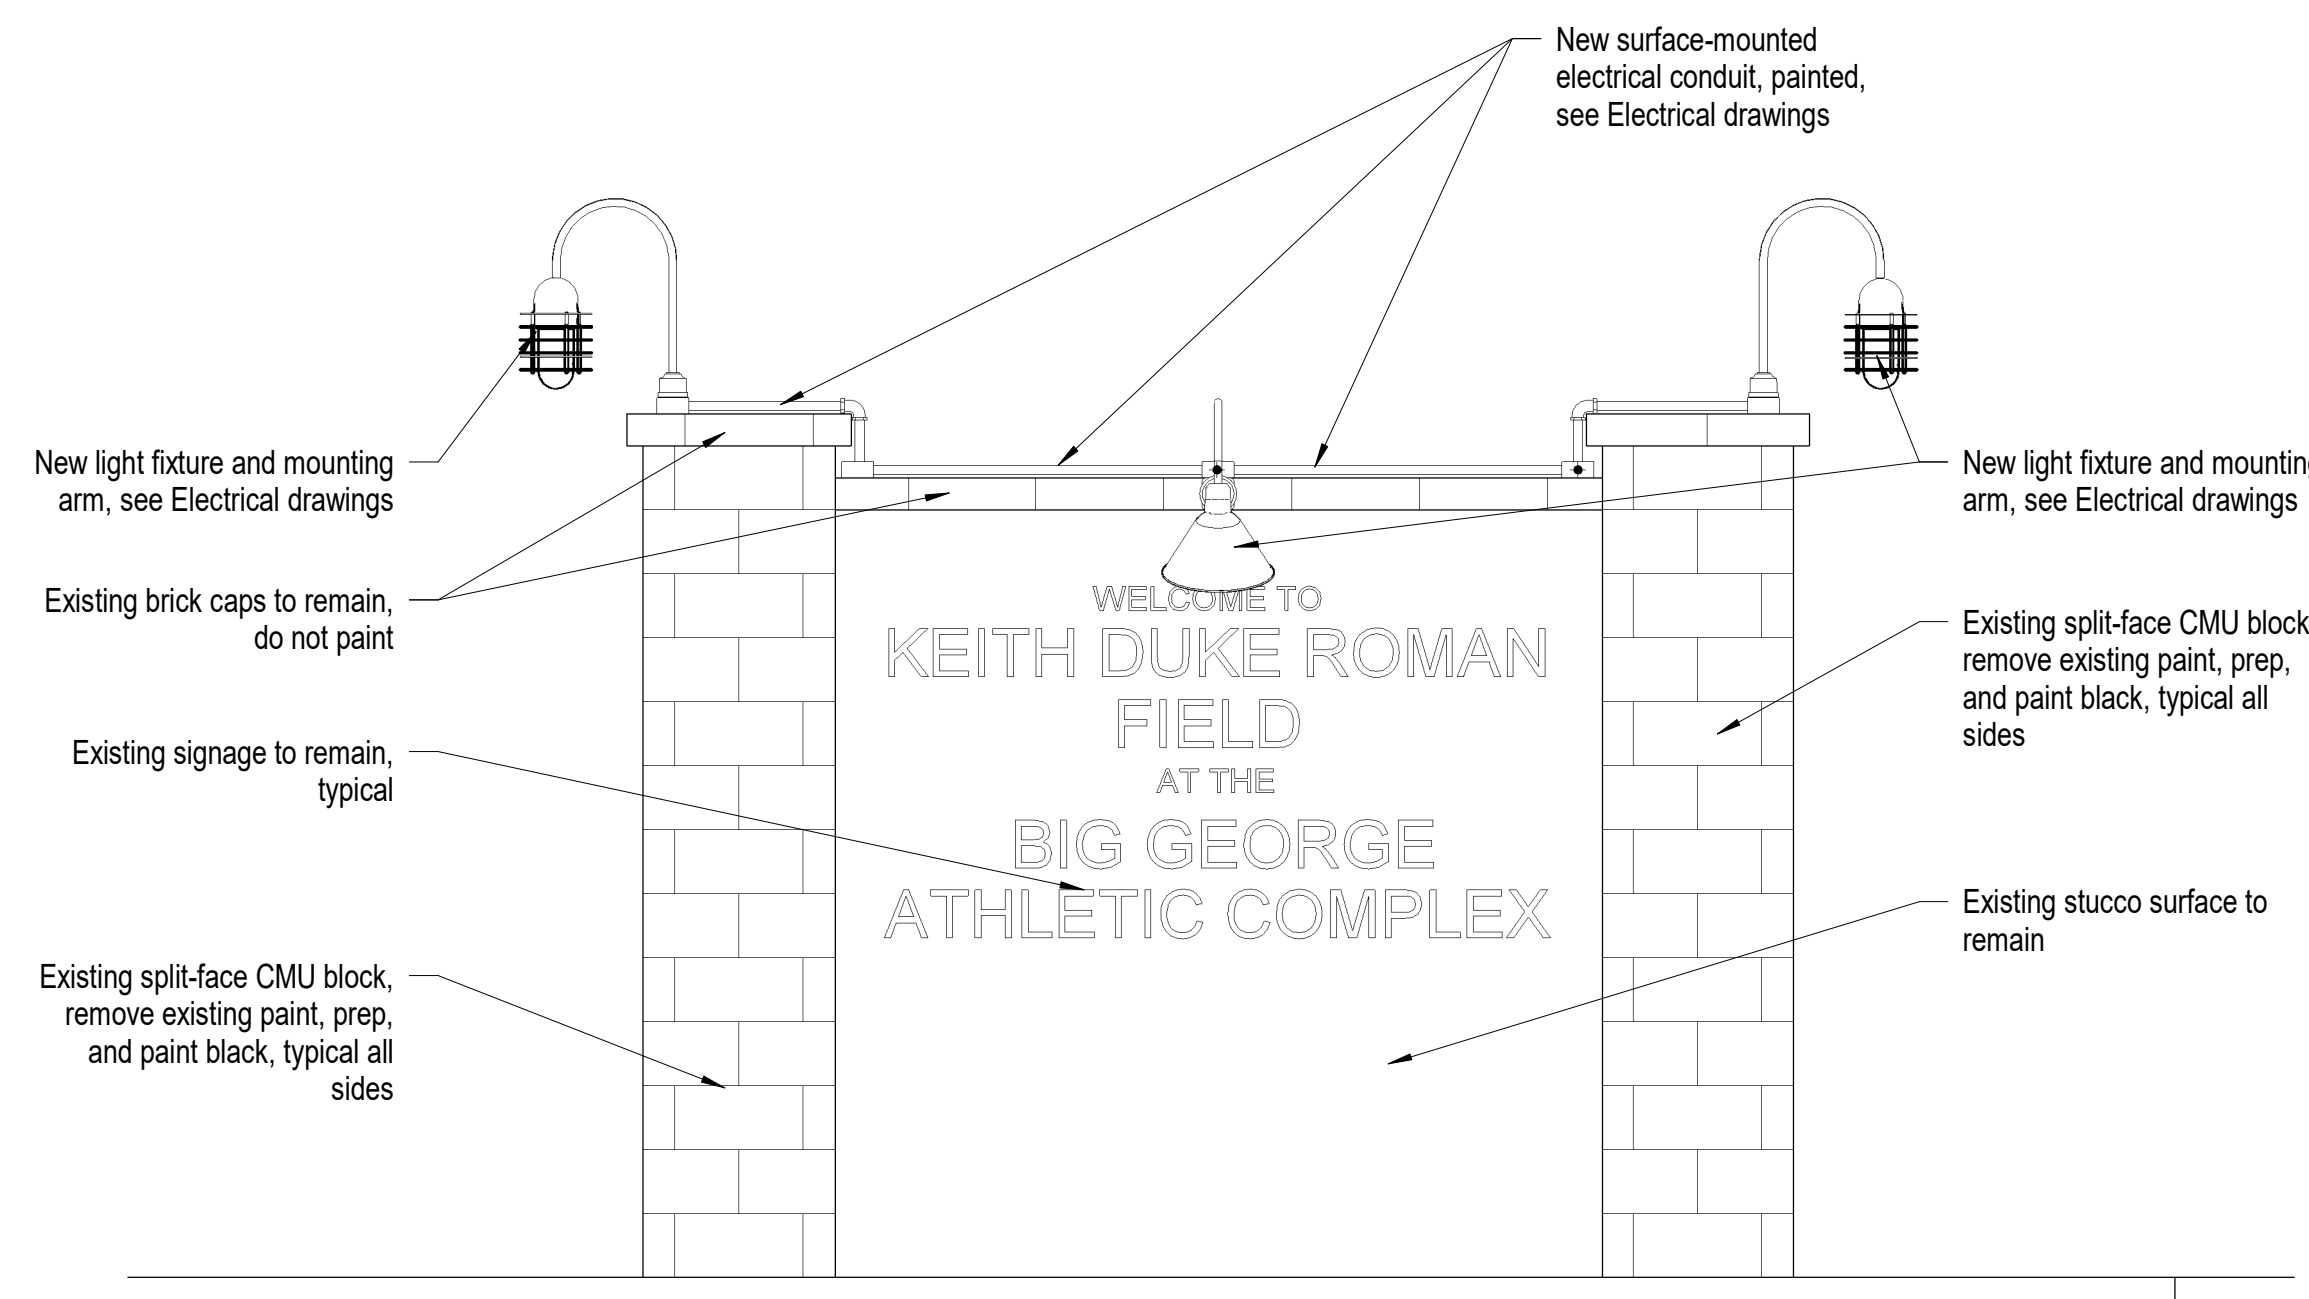 New surface-mounted
electrical conduit, painted,
see Electrical drawings
New light fixture and mounting
arm, see Electrical drawings
Existing brick caps to remain,
do not paint
Existing signage to remain,
typical
Existing split-face CMU block,
remove existing paint, prep,
and paint black, typical all
sides
WELCOME TO
KEITH DUKE ROMAN
FIELD
AT THE
BIG GEORGE
ATHLETIC COMPLEX
New light fixture and mounting
arm, see Electrical drawings
Existing split-face CMU block
remove existing paint, prep,
and paint black, typical all
sides
Existing stucco surface to
remain